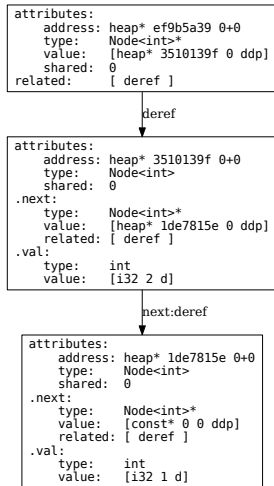 attributes:
address: heap* ef9b5a39 0+0
type: Node<int>*
value: [heap* 3510139f 0 ddp]
shared: 0
related: [ deref ]
deref
attributes:
address: heap* 3510139f 0+0
type: Node<int>
shared: 0
.next:
type: Node<int>*
value: [heap* 1de7815e 0 ddp]
related: [ deref ]
.val:
type: int
value: [i32 2 d]
next:deref
attributes:
address: heap* 1de7815e 0+0
type: Node<int>
shared: 0
.next:
type: Node<int>*
value: [const* 0 0 ddp]
related: [ deref ]
.val:
type: int
value: [i32 1 d]